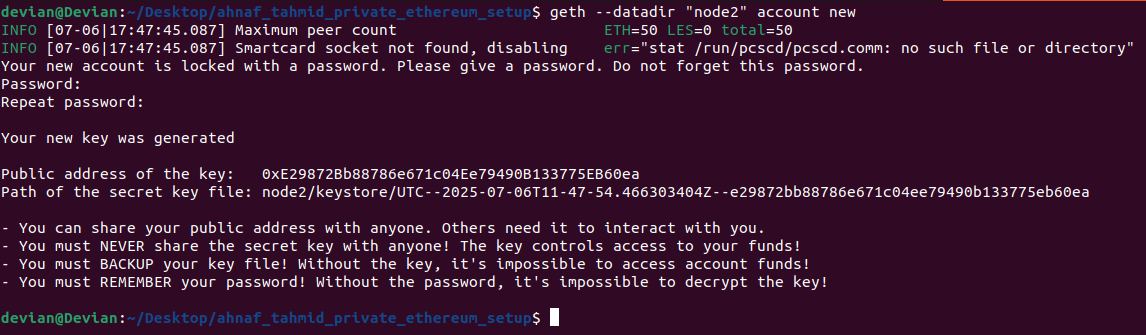 devian@Devian:~/Desktop/ahnaf_tahmid_private_ethereum_setup$ geth --datadir "node2" account new
INFO [07-06|17:47:45.087] Maximum peer count                       ETH=50 LES=0 total=50
INFO [07-06|17:47:45.087] Smartcard socket not found, disabling    err="stat /run/pcscd/pcscd.comm: no such file or directory"
Your new account is locked with a password. Please give a password. Do not forget this password.
Password:
Repeat password:
Your new key was generated
Public address of the key:   0xE29872Bb88786e671c04Ee79490B133775EB60ea
Path of the secret key file: node2/keystore/UTC--2025-07-06T11-47-54.466303404Z--e29872bb88786e671c04ee79490b133775eb60ea
- You can share your public address with anyone. Others need it to interact with you.
- You must NEVER share the secret key with anyone! The key controls access to your funds!
- You must BACKUP your key file! Without the key, it's impossible to access account funds!
- You must REMEMBER your password! Without the password, it's impossible to decrypt the key!
devian@Devian:~/Desktop/ahnaf_tahmid_private_ethereum_setup$